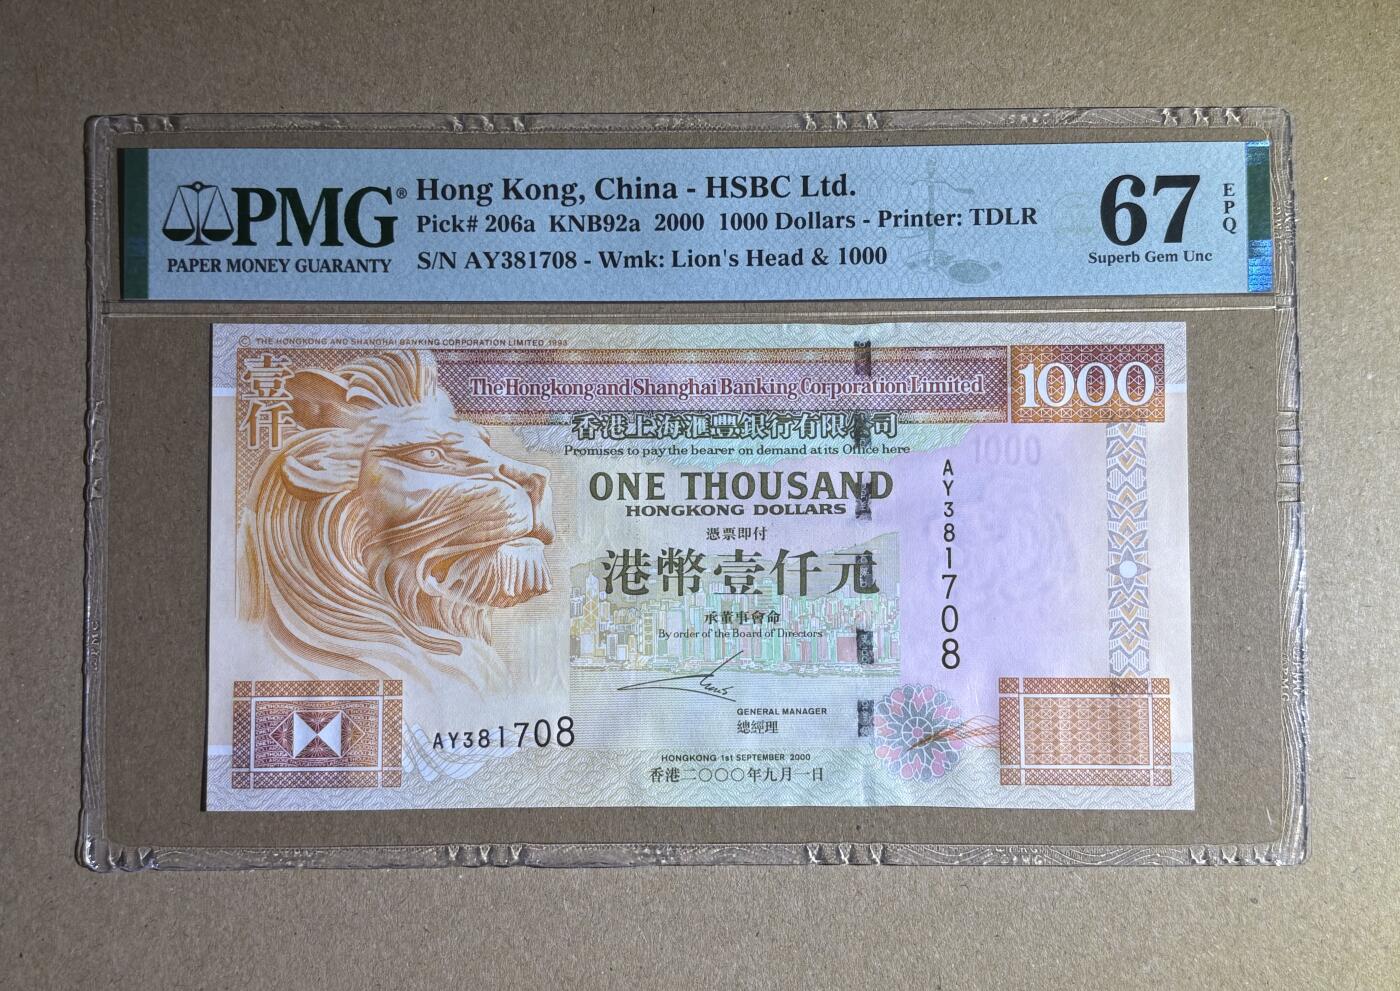 PMG®
PAPER MONEY GUARANTY
Hong Kong, China - HSBC Ltd.
Pick# 206a KNB92a 2000 1000 Dollars - Printer: TDLR
S/N AY381708 - Wmk: Lion's Head & 1000
67
EPQ
Superb Gem Unc
© THE HONGKONG AND SHANGHAI BANKING CORPORATION LIMITED 1993
壹仟
The Hongkong and Shanghai Banking Corporation Limited
1000
香港上海滙豐銀行有限公司
Promises to pay the bearer on demand at its Office here
1000
ONE THOUSAND
HONGKONG DOLLARS
憑票即付
港幣壹仟元
承董事會命
By order of the Board of Directors
AY381708
GENERAL MANAGER
總經理
AY381708
HONGKONG 1st SEPTEMBER 2000
香港二〇〇〇年九月一日